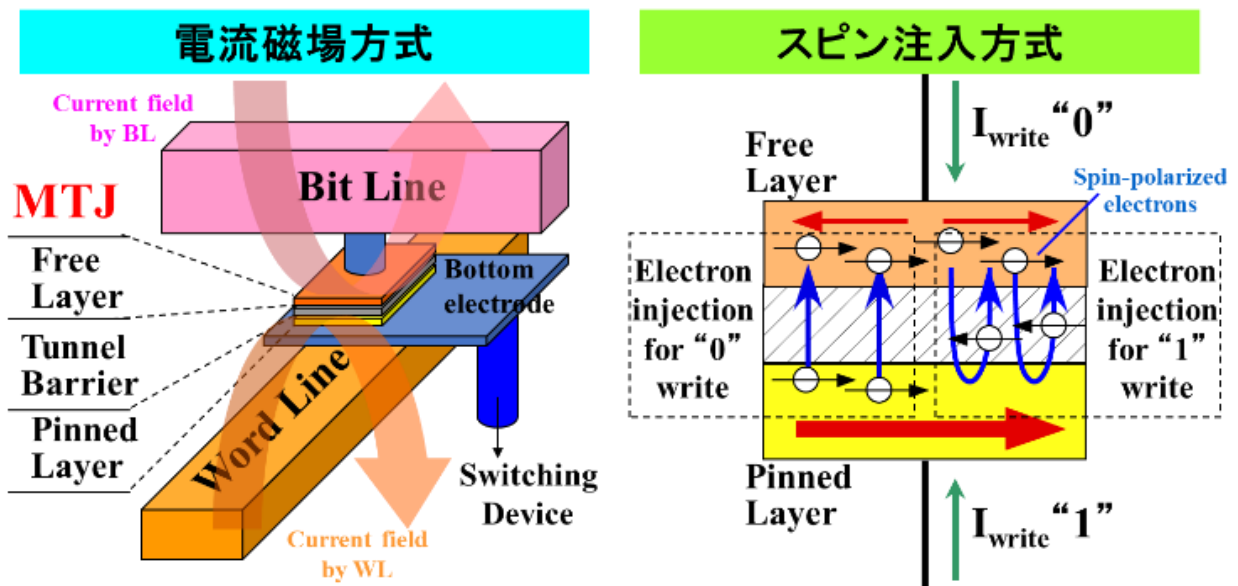 電流磁場方式
Current field
by BL
Bit Line
MTJ
Free
Layer
Tunnel
Barrier
Pinned
Layer
Bottom
electrode
Word Line
Switching
Device
Current field
by WL
スピン注入方式
Iwrite “0”
Free
Layer
Spin-polarized
electrons
Electron
injection
for “0”
write
Electron
injection
for “1”
write
Pinned
Layer
Iwrite “1”